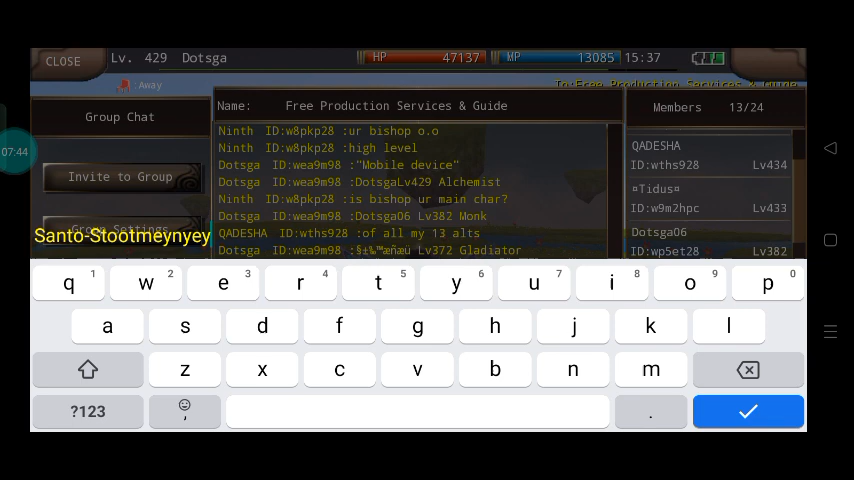 CLOSE
Lv. 429 Dotsga
HP 47137
MP 13085
15:37
Away
To:Free Production Services & Guide
Group Chat
Name: Free Production Services & Guide
Members 13/24
07:44
Invite to Group
Group Settings
Santo-Stootmeynyey
Ninth ID:w8pkp28 :ur bishop o.o
Ninth ID:w8pkp28 :high level
Dotsga ID:wea9m98 :"Mobile device"
Dotsga ID:wea9m98 :DotsgaLv429 Alchemist
Ninth ID:w8pkp28 :is bishop ur main char?
Dotsga ID:wea9m98 :Dotsga06 Lv382 Monk
QADESHA ID:wths928 :of all my 13 alts
Dotsga ID:wea9m98 :§±‰™æñæü Lv372 Gladiator
QADESHA
ID:wths928 Lv434
¤Tidus¤
ID:w9m2hpc Lv433
Dotsga06
ID:wp5et28 Lv382
q 1 w 2 e 3 r 4 t 5 y 6 u 7 i 8 o 9 p 0
a s d f g h j k l
z x c v b n m
?123 , .